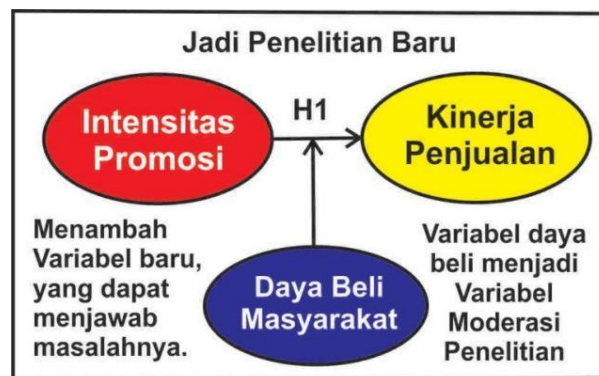 Jadi Penelitian Baru
Intensitas
Promosi
H1
Kinerja
Penjualan
Menambah
Variabel baru,
yang dapat
menjawab
masalahnya.
Daya Beli
Masyarakat
Variabel daya
beli menjadi
Variabel
Moderasi
Penelitian